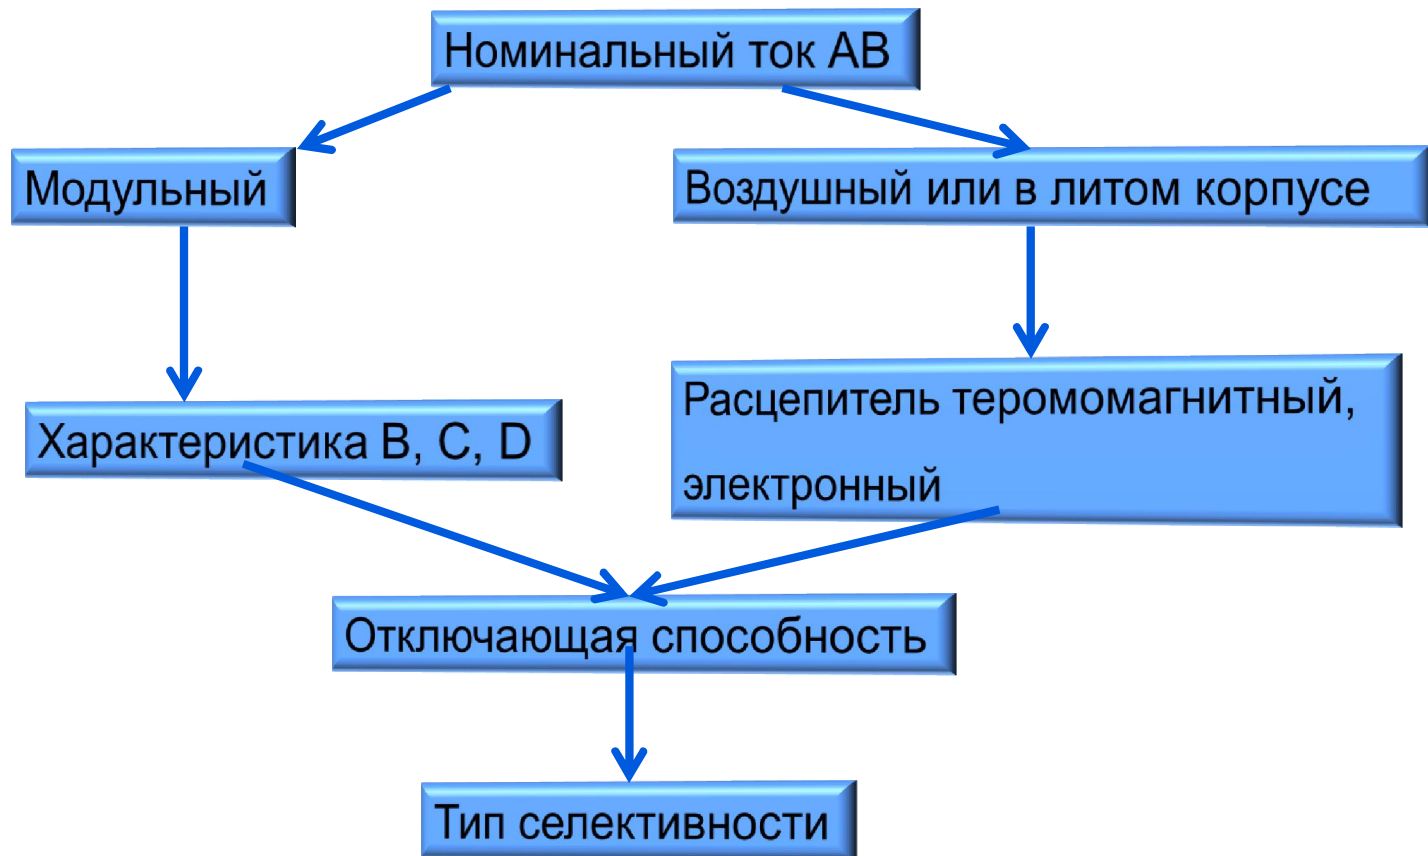 Номинальный ток АВ
Модульный
Воздушный или в литом корпусе
Характеристика B, C, D
Расцепитель теромомагнитный,
электронный
Отключающая способность
Тип селективности